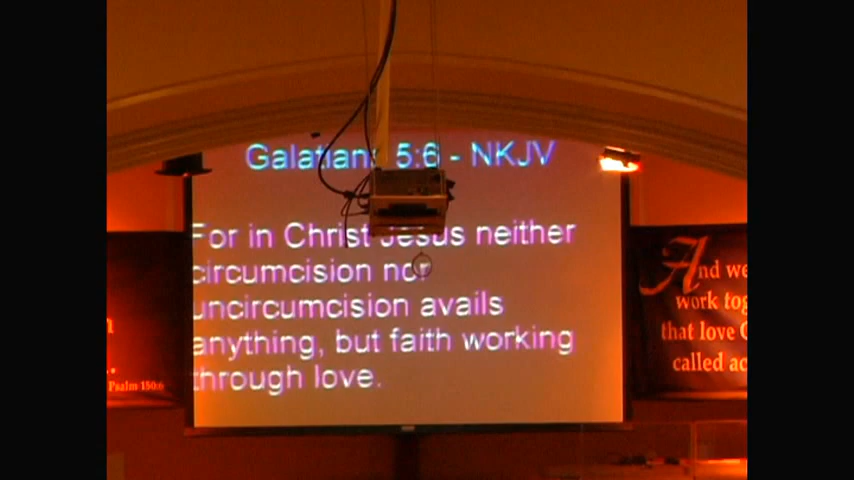 Galatians 5:6 - NKJV
For in Christ Jesus neither
circumcision nor
uncircumcision avails
anything, but faith working
through love.
Psalm 150:6
And we
work tog
that love
called ac